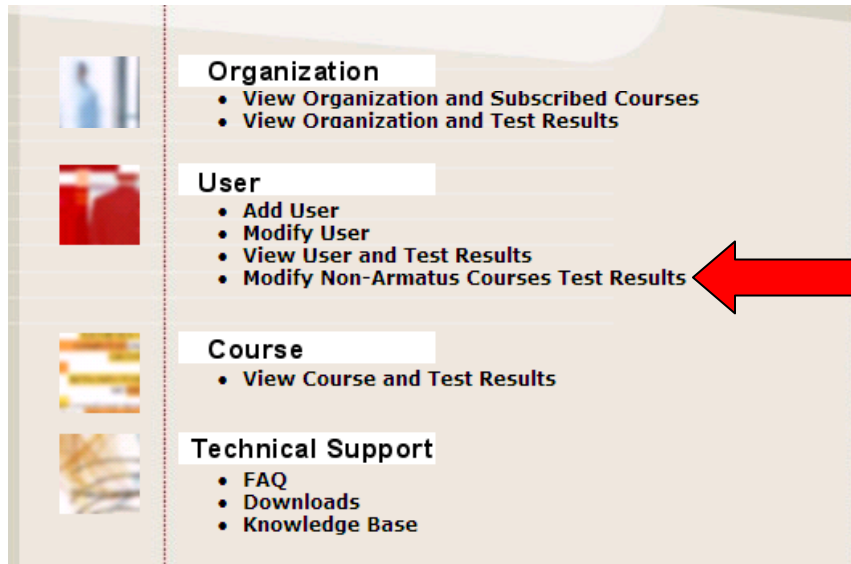 Organization
• View Organization and Subscribed Courses
• View Organization and Test Results
User
• Add User
• Modify User
• View User and Test Results
• Modify Non-Armatus Courses Test Results
Course
• View Course and Test Results
Technical Support
• FAQ
• Downloads
• Knowledge Base